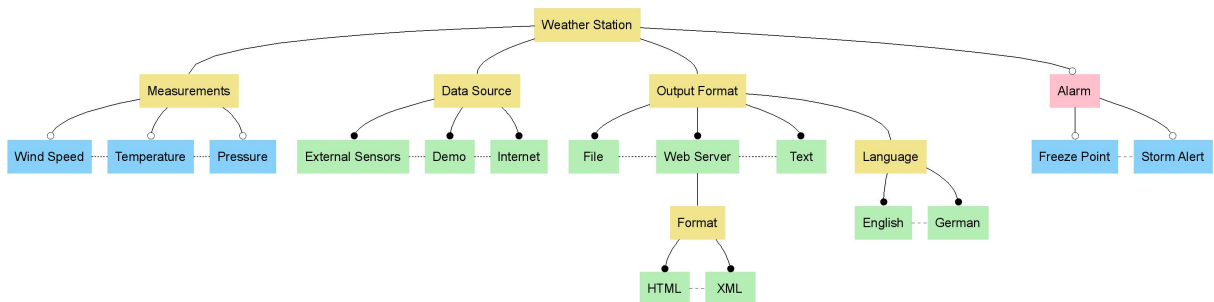 Weather Station
Measurements
Data Source
Output Format
Alarm
Wind Speed
Temperature
Pressure
External Sensors
Demo
Internet
File
Web Server
Text
Language
Freeze Point
Storm Alert
Format
English
German
HTML
XML